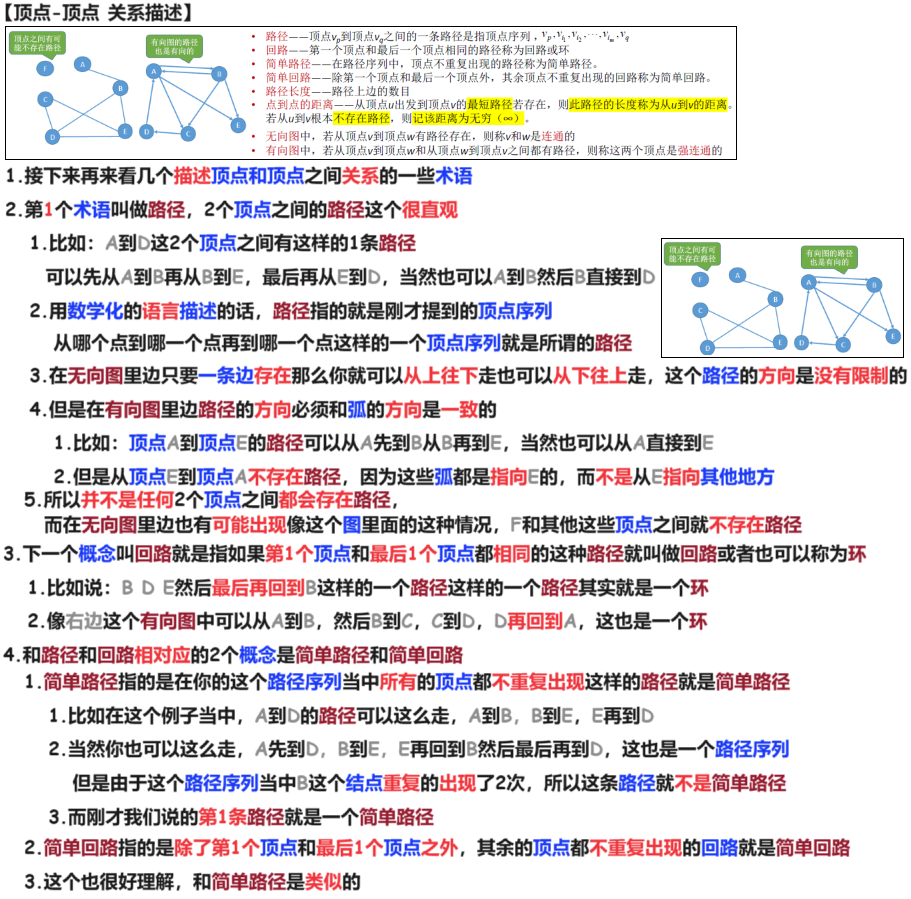 【顶点-顶点 关系描述】
顶点之间有可
能不存在路径
有向图的路径
也是有向的
F
A
B
C
D
E
A
B
C
D
E
• 路径——顶点vp到顶点vq之间的一条路径是指顶点序列，vp,vi1,vi2,⋯,vim,vq
• 回路——第一个顶点和最后一个顶点相同的路径称为回路或环
• 简单路径——在路径序列中，顶点不重复出现的路径称为简单路径。
• 简单回路——除第一个顶点和最后一个顶点外，其余顶点不重复出现的回路称为简单回路。
• 路径长度——路径上边的数目
• 点到点的距离——从顶点u出发到顶点v的最短路径若存在，则此路径的长度称为从u到v的距离。
若从u到v根本不存在路径，则记该距离为无穷（∞）。
• 无向图中，若从顶点v到顶点w有路径存在，则称v和w是连通的
• 有向图中，若从顶点v到顶点w和从顶点w到顶点v之间都有路径，则称这两个顶点是强连通的
1.接下来再来看几个描述顶点和顶点之间关系的一些术语
2.第1个术语叫做路径，2个顶点之间的路径这个很直观
1.比如：A到D这2个顶点之间有这样的1条路径
可以先从A到B再从B到E，最后再从E到D，当然也可以A到B然后B直接到D
2.用数学化的语言描述的话，路径指的就是刚才提到的顶点序列
从哪个点到哪一个点再到哪一个点这样的一个顶点序列就是所谓的路径
顶点之间有可
能不存在路径
有向图的路径
也是有向的
F
A
B
C
D
E
A
B
C
D
E
3.在无向图里边只要一条边存在那么你就可以从上往下走也可以从下往上走，这个路径的方向是没有限制的
4.但是在有向图里边路径的方向必须和弧的方向是一致的
1.比如：顶点A到顶点E的路径可以从A先到B从B再到E，当然也可以从A直接到E
2.但是从顶点E到顶点A不存在路径，因为这些弧都是指向E的，而不是从E指向其他地方
5.所以并不是任何2个顶点之间都会存在路径，
而在无向图里边也有可能出现像这个图里面的这种情况，F和其他这些顶点之间就不存在路径
3.下一个概念叫回路就是指如果第1个顶点和最后1个顶点都相同的这种路径就叫做回路或者也可以称为环
1.比如说：B D E然后最后再回到B这样的一个路径这样的一个路径其实就是一个环
2.像右边这个有向图中可以从A到B，然后B到C，C到D，D再回到A，这也是一个环
4.和路径和回路相对应的2个概念是简单路径和简单回路
1.简单路径指的是在你的这个路径序列当中所有的顶点都不重复出现这样的路径就是简单路径
1.比如在这个例子当中，A到D的路径可以这么走，A到B，B到E，E再到D
2.当然你也可以这么走，A先到D，B到E，E再回到B然后最后再到D，这也是一个路径序列
但是由于这个路径序列当中B这个结点重复的出现了2次，所以这条路径就不是简单路径
3.而刚才我们说的第1条路径就是一个简单路径
2.简单回路指的是除了第1个顶点和最后1个顶点之外，其余的顶点都不重复出现的回路就是简单回路
3.这个也很好理解，和简单路径是类似的